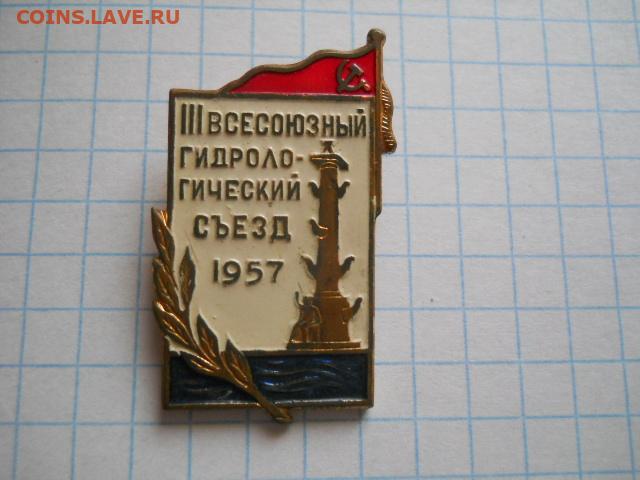 COINS.LAVE.RU
III ВСЕСОЮЗНЫЙ
ГИДРОЛО-
ГИЧЕСКИЙ
СЪЕЗД
1957